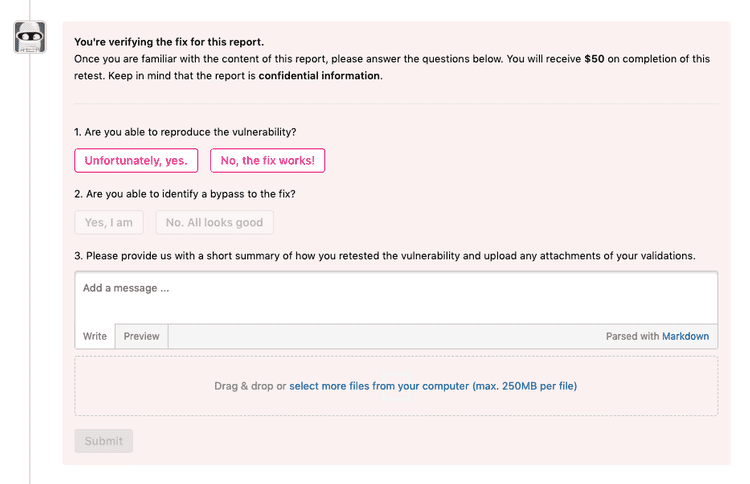 You're verifying the fix for this report.
Once you are familiar with the content of this report, please answer the questions below. You will receive $50 on completion of this
retest. Keep in mind that the report is confidential information.
1. Are you able to reproduce the vulnerability?
Unfortunately, yes. No, the fix works!
2. Are you able to identify a bypass to the fix?
Yes, I am No. All looks good
3. Please provide us with a short summary of how you retested the vulnerability and upload any attachments of your validations.
Add a message ...
Write Preview Parsed with Markdown
Drag & drop or select more files from your computer (max. 250MB per file)
Submit